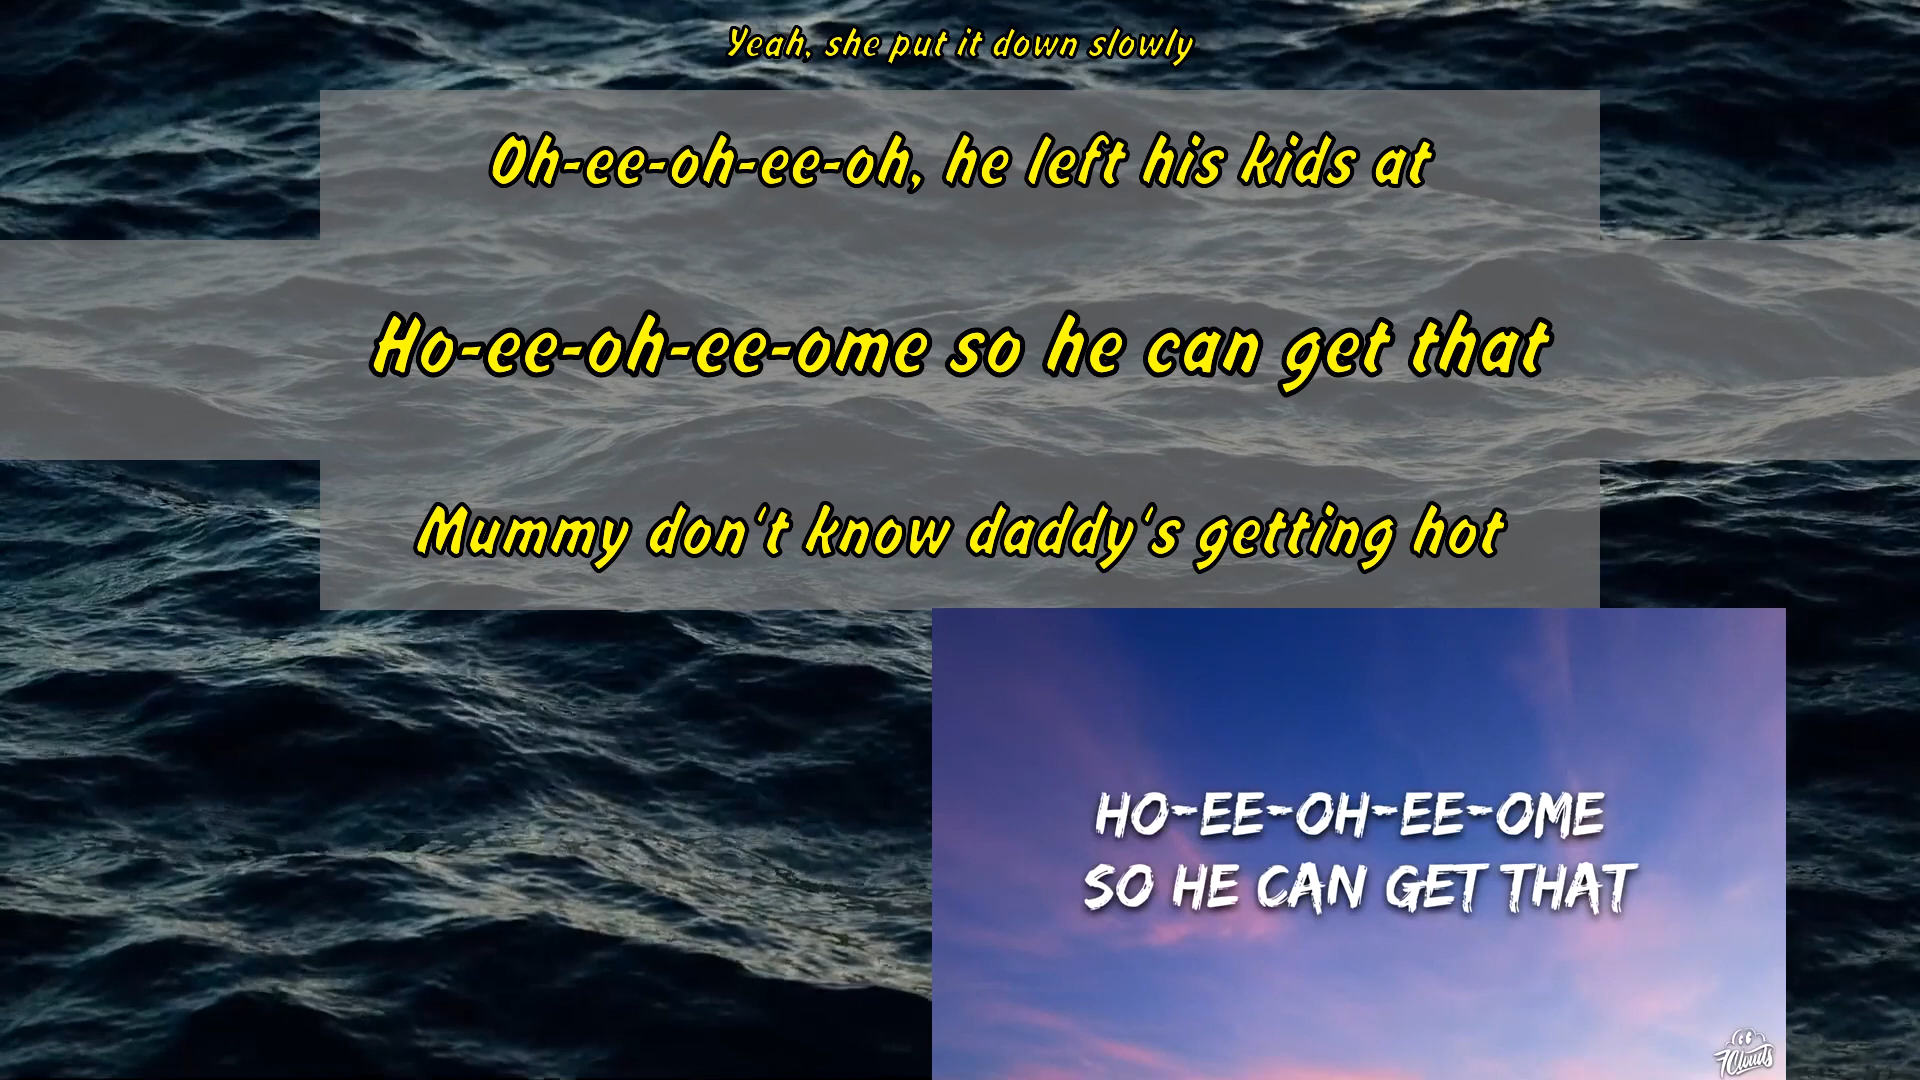 Yeah, she put it down slowly
Oh-ee-oh-ee-oh, he left his kids at
Ho-ee-oh-ee-ome so he can get that
Mummy don't know daddy's getting hot
HO-EE-OH-EE-OME
SO HE CAN GET THAT
7Clouds